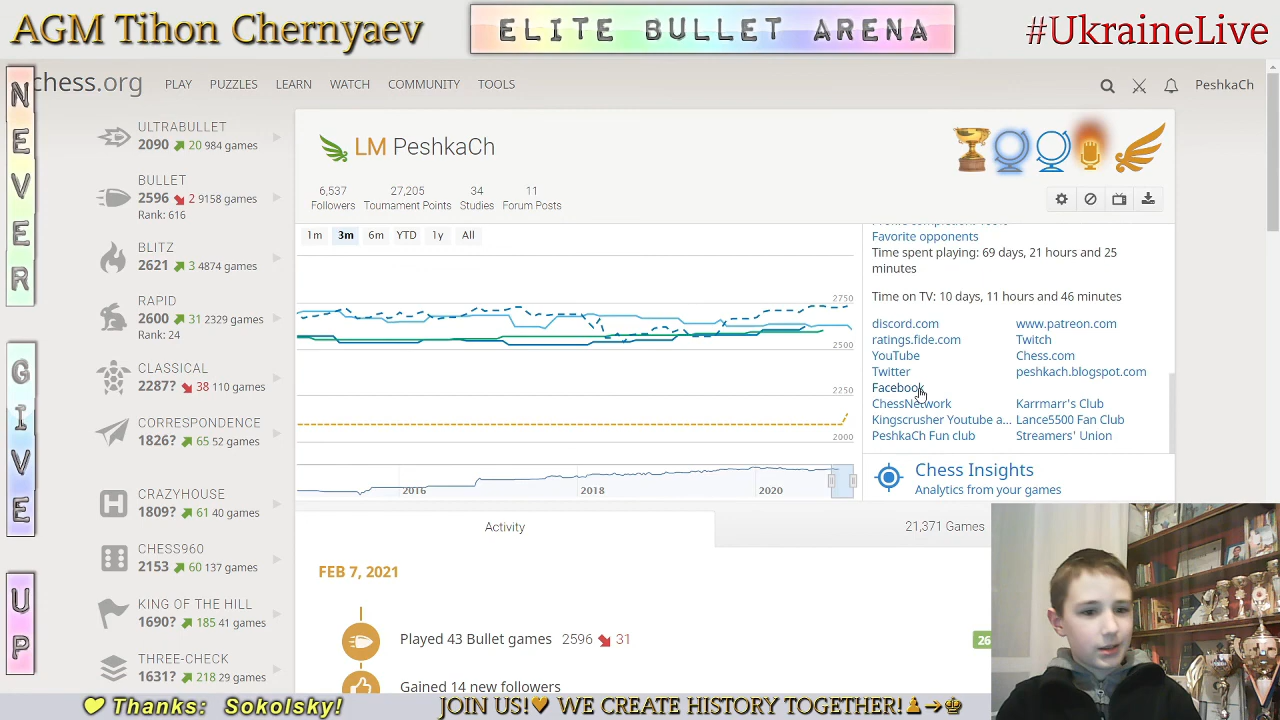 AGM Tihon Chernyaev
ELITE BULLET ARENA
#UkraineLive
NEVER
GIVE
UP
chess.org
PLAY PUZZLES LEARN WATCH COMMUNITY TOOLS
PeshkaCh
ULTRABULLET
2090 20 984 games
BULLET
2596 2 9158 games
Rank: 616
BLITZ
2621 3 4874 games
RAPID
2600 31 2329 games
Rank: 24
CLASSICAL
2287? 38 110 games
CORRESPONDENCE
1826? 65 52 games
CRAZYHOUSE
1809? 61 40 games
CHESS960
2153 60 137 games
KING OF THE HILL
1690? 185 41 games
THREE-CHECK
1631? 218 29 games
LM PeshkaCh
6,537 27,205 34 11
Followers Tournament Points Studies Forum Posts
1m 3m 6m YTD 1y All
2750
2500
2250
2000
2016 2018 2020
Favorite opponents
Time spent playing: 69 days, 21 hours and 25
minutes
Time on TV: 10 days, 11 hours and 46 minutes
discord.com www.patreon.com
ratings.fide.com Twitch
YouTube Chess.com
Twitter peshkach.blogspot.com
Facebook
ChessNetwork Karrmarr's Club
Kingscrusher Youtube a... Lance5500 Fan Club
PeshkaCh Fun club Streamers' Union
Chess Insights
Analytics from your games
Activity 21,371 Games
FEB 7, 2021
Played 43 Bullet games 2596 31
26
Gained 14 new followers
Thanks: Sokolsky!
JOIN US! WE CREATE HISTORY TOGETHER!